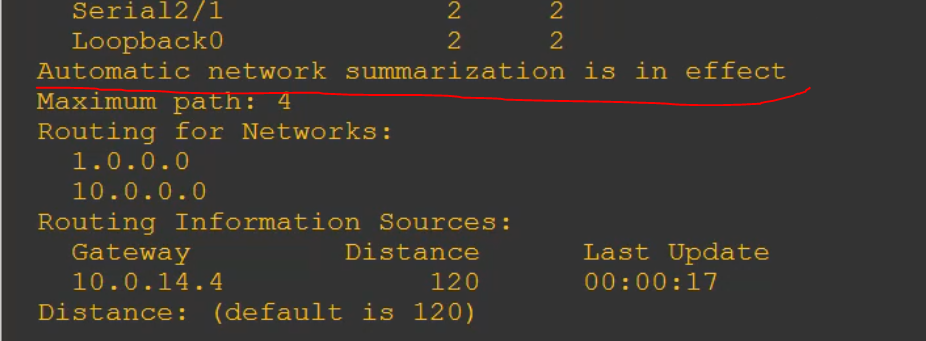 Serial2/1 2 2
Loopback0 2 2
Automatic network summarization is in effect
Maximum path: 4
Routing for Networks:
1.0.0.0
10.0.0.0
Routing Information Sources:
Gateway Distance Last Update
10.0.14.4 120 00:00:17
Distance: (default is 120)